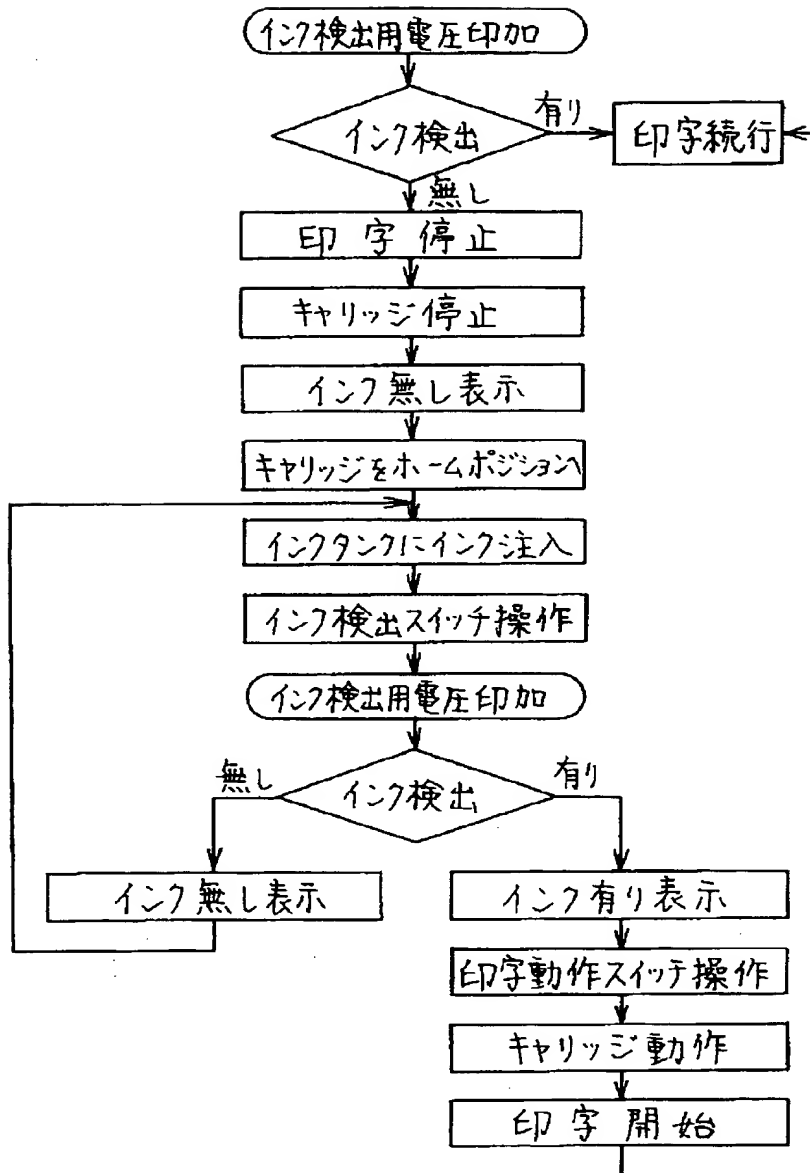 インク検出用電圧印加
インク検出
有り
印字続行
無し
印字停止
キャリッジ停止
インク無し表示
キャリッジをホームポジションへ
インクタンクにインク注入
インク検出スイッチ操作
インク検出用電圧印加
無し
インク検出
有り
インク無し表示
インク有り表示
印字動作スイッチ操作
キャリッジ動作
印字開始